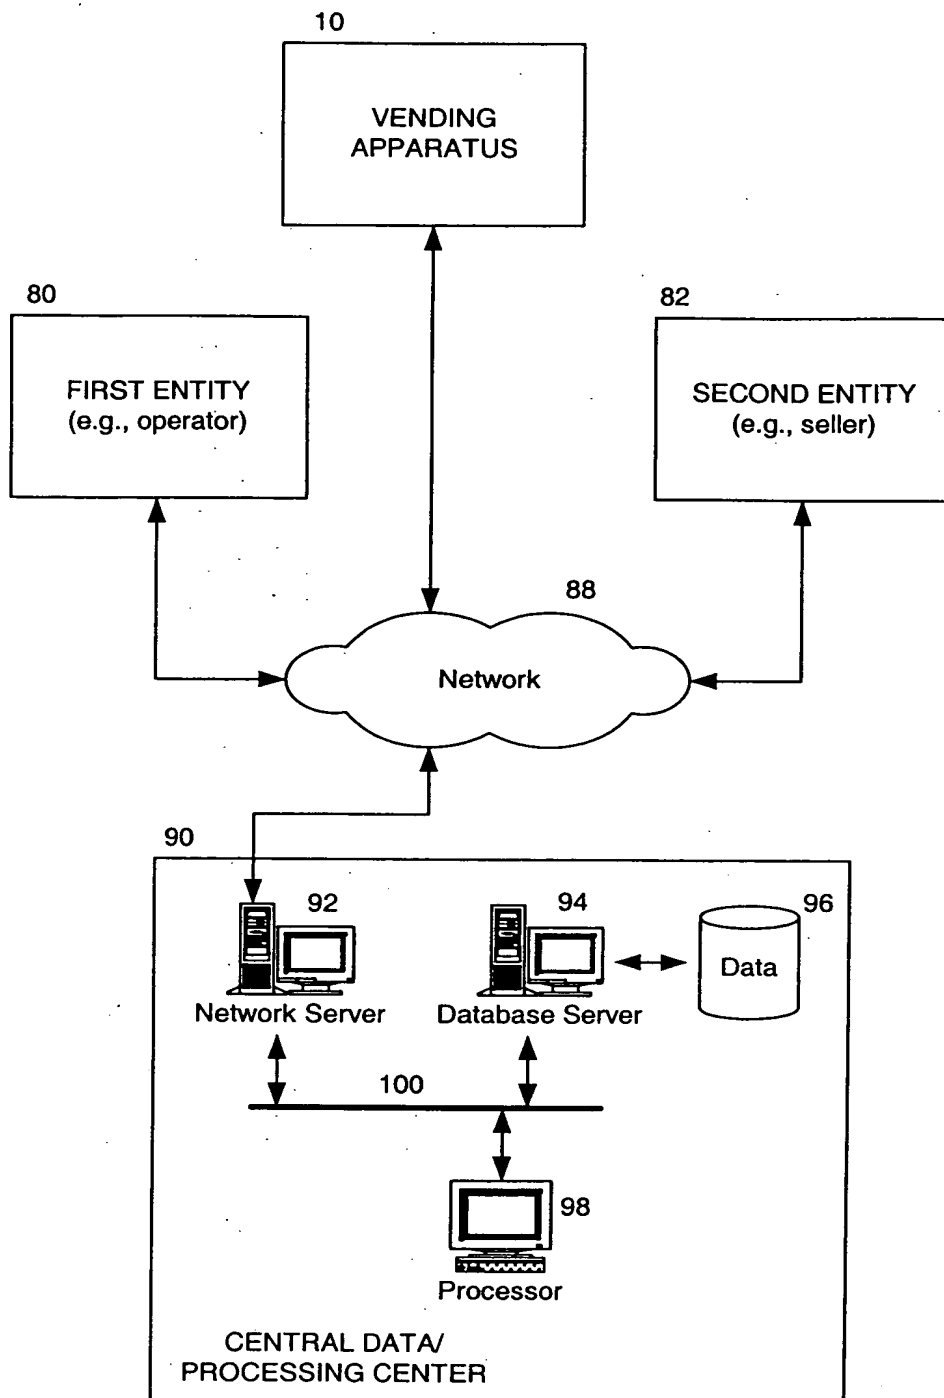 10
VENDING
APPARATUS
80
FIRST ENTITY
(e.g., operator)
82
SECOND ENTITY
(e.g., seller)
88
Network
90
92
Network Server
94
Database Server
96
Data
100
98
Processor
CENTRAL DATA/
PROCESSING CENTER